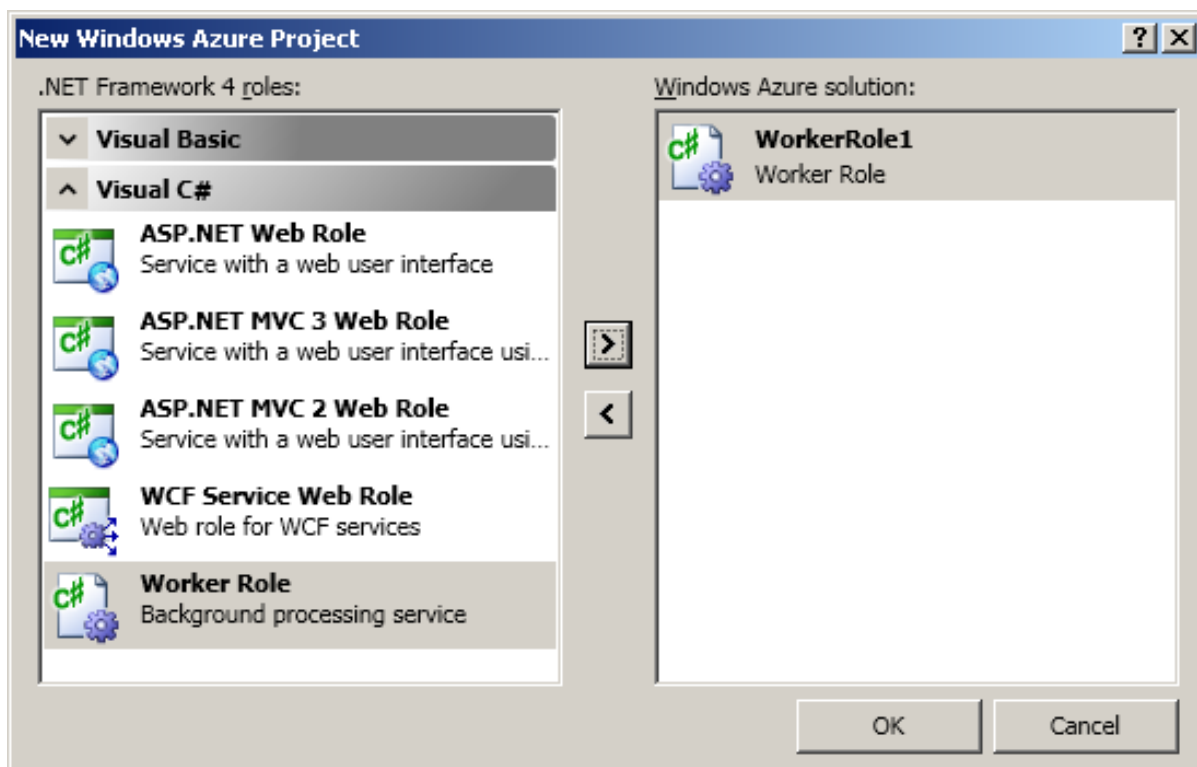 New Windows Azure Project
.NET Framework 4 roles:
Visual Basic
Visual C#
C#
ASP.NET Web Role
Service with a web user interface
C#
ASP.NET MVC 3 Web Role
Service with a web user interface usi...
C#
ASP.NET MVC 2 Web Role
Service with a web user interface usi...
C#
WCF Service Web Role
Web role for WCF services
C#
Worker Role
Background processing service
>
<
Windows Azure solution:
C#
WorkerRole1
Worker Role
OK
Cancel